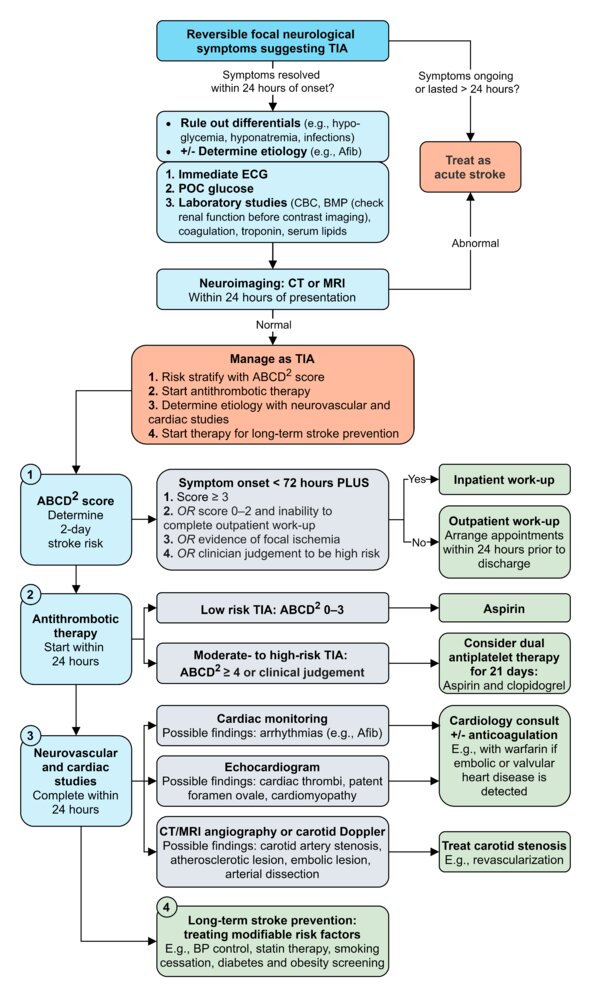 Reversible focal neurological
symptoms suggesting TIA
Symptoms resolved
within 24 hours of onset?
Symptoms ongoing
or lasted > 24 hours?
• Rule out differentials (e.g., hypo-
glycemia, hyponatremia, infections)
• +/- Determine etiology (e.g., Afib)
1. Immediate ECG
2. POC glucose
3. Laboratory studies (CBC, BMP (check
renal function before contrast imaging),
coagulation, troponin, serum lipids
Treat as
acute stroke
Abnormal
Neuroimaging: CT or MRI
Within 24 hours of presentation
Normal
Manage as TIA
1. Risk stratify with ABCD² score
2. Start antithrombotic therapy
3. Determine etiology with neurovascular and
cardiac studies
4. Start therapy for long-term stroke prevention
1
ABCD² score
Determine
2-day
stroke risk
Symptom onset < 72 hours PLUS
1. Score ≥ 3
2. OR score 0–2 and inability to
complete outpatient work-up
3. OR evidence of focal ischemia
4. OR clinician judgement to be high risk
Yes
Inpatient work-up
No
Outpatient work-up
Arrange appointments
within 24 hours prior to
discharge
2
Antithrombotic
therapy
Start within
24 hours
Low risk TIA: ABCD² 0–3
Aspirin
Moderate- to high-risk TIA:
ABCD² ≥ 4 or clinical judgement
Consider dual
antiplatelet therapy
for 21 days:
Aspirin and clopidogrel
3
Neurovascular
and cardiac
studies
Complete within
24 hours
Cardiac monitoring
Possible findings: arrhythmias (e.g., Afib)
Echocardiogram
Possible findings: cardiac thrombi, patent
foramen ovale, cardiomyopathy
Cardiology consult
+/- anticoagulation
E.g., with warfarin if
embolic or valvular
heart disease is
detected
CT/MRI angiography or carotid Doppler
Possible findings: carotid artery stenosis,
atherosclerotic lesion, embolic lesion,
arterial dissection
Treat carotid stenosis
E.g., revascularization
4
Long-term stroke prevention:
treating modifiable risk factors
E.g., BP control, statin therapy, smoking
cessation, diabetes and obesity screening